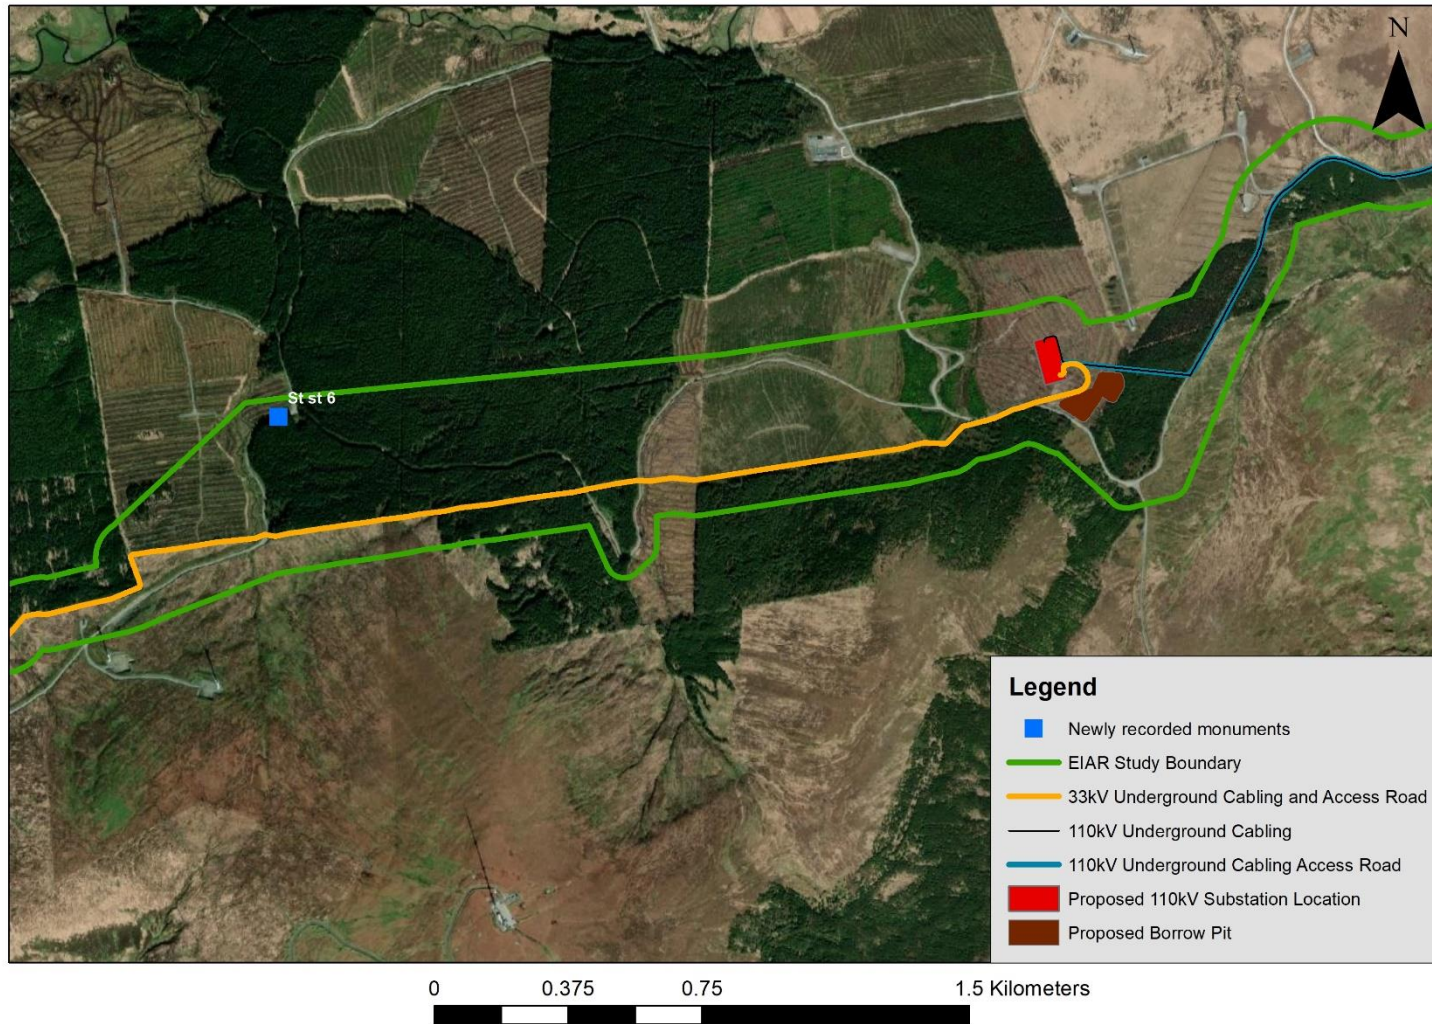 N
St st 6
Legend
Newly recorded monuments
EIAR Study Boundary
33kV Underground Cabling and Access Road
110kV Underground Cabling
110kV Underground Cabling Access Road
Proposed 110kV Substation Location
Proposed Borrow Pit
0 0.375 0.75 1.5 Kilometers